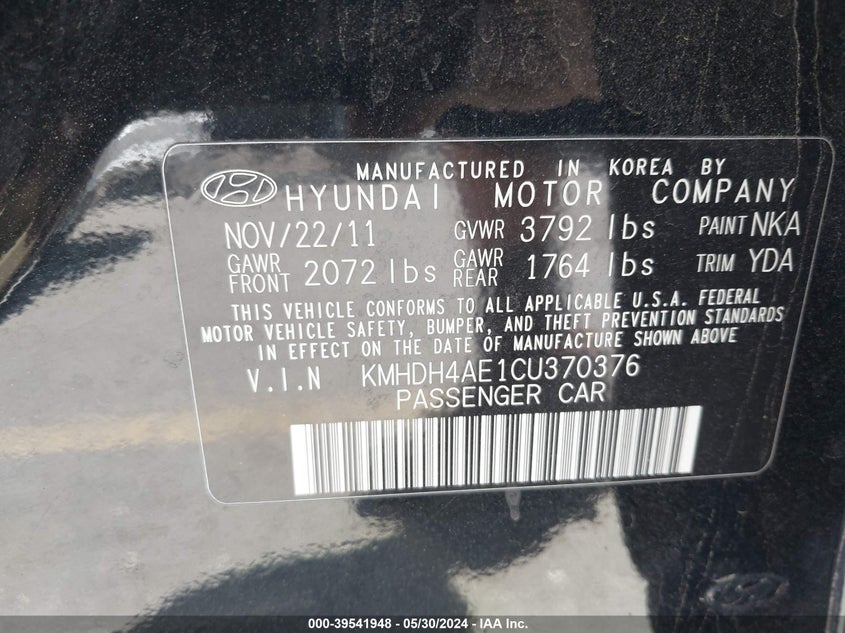 MANUFACTURED IN KOREA BY
HYUNDAI MOTOR COMPANY
NOV/22/11 GVWR 3792 lbs PAINT NKA
GAWR FRONT 2072 lbs GAWR REAR 1764 lbs TRIM YDA
THIS VEHICLE CONFORMS TO ALL APPLICABLE U.S.A. FEDERAL
MOTOR VEHICLE SAFETY, BUMPER, AND THEFT PREVENTION STANDARDS
IN EFFECT ON THE DATE OF MANUFACTURE SHOWN ABOVE
V.I.N KMHDH4AE1CU370376
PASSENGER CAR
000-39541948 - 05/30/2024 - IAA Inc.